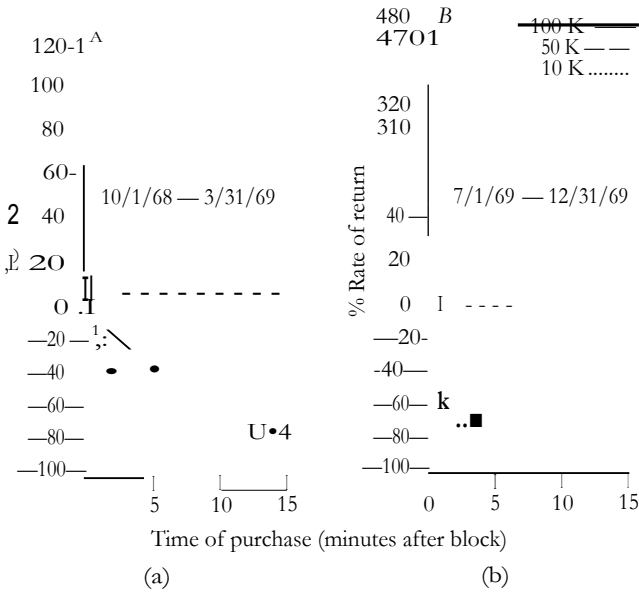 120-1 A
100
80
60-
2
40
20
0
—20 —
—40
—60—
—80—
—100—
10/1/68 — 3/31/69
U•4
5
10
15
480 B
4701
100 K
50 K — —
10 K ........
320
310
% Rate of return
40 —
20
0
—20-
-40—
—60—
—80—
—100—
7/1/69 — 12/31/69
k
0
5
10
15
Time of purchase (minutes after block)
(a)
(b)